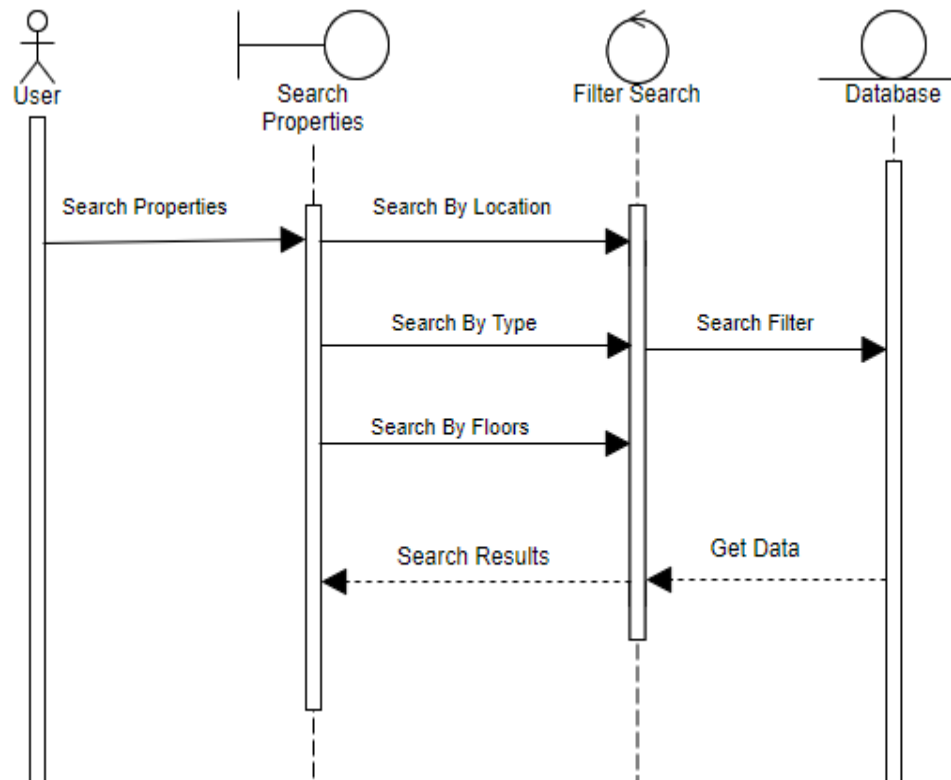 User
Search
Properties
Filter Search
Database
Search Properties
Search By Location
Search By Type
Search Filter
Search By Floors
Search Results
Get Data